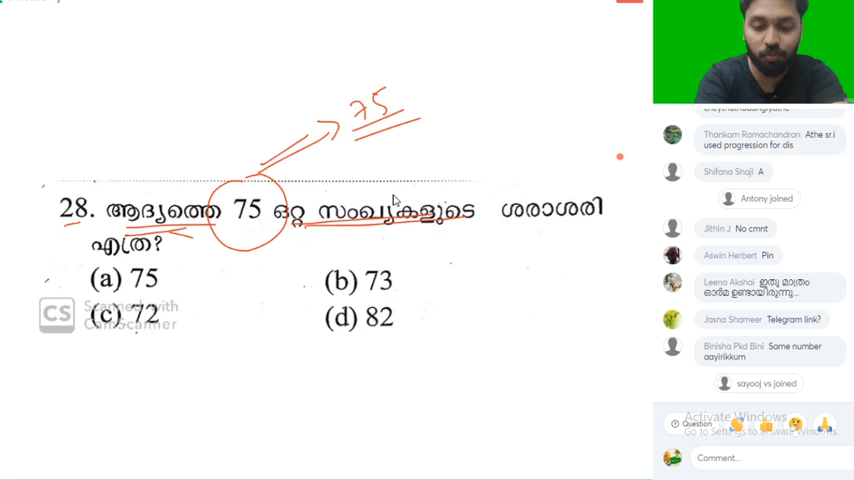 75
28. ആദ്യത്തെ 75 ഒറ്റ സംഖ്യകളുടെ ശരാശരി
എത്ര?
(a) 75
(b) 73
(c) 72
(d) 82
CS Scanned with
CamScanner
Thankam Ramachandran Athe sr.i
used progression for dis
Shifana Shaji A
Antony joined
Jithin J No cmnt
Aswin Herbert Pin
Leena Akshai ഇതു മാത്രം
ഓർമ ഉണ്ടായിരുന്നു...
Jasna Shameer Telegram link?
Binisha Pkd Bini Same number
aayirikkum
sayooj vs joined
Activate Windows
Go to Settings to activate Windows.
Question
Comment...